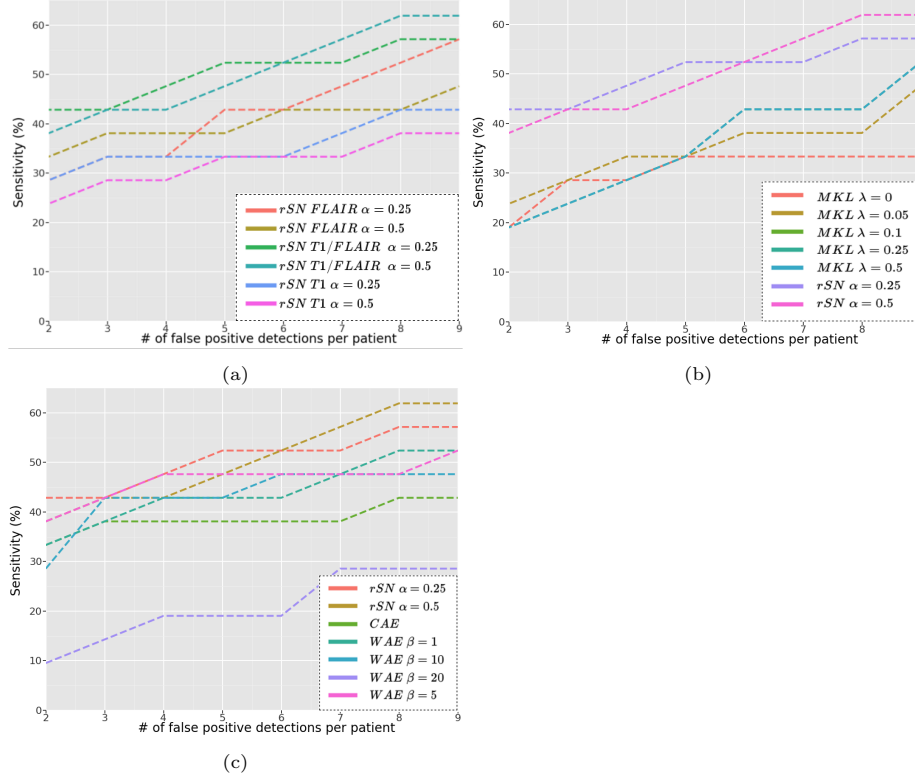 60
50
40
30
20
10
0
Sensitivity (%)
rSN FLAIR α = 0.25
rSN FLAIR α = 0.5
rSN T1/FLAIR α = 0.25
rSN T1/FLAIR α = 0.5
rSN T1 α = 0.25
rSN T1 α = 0.5
2 3 4 5 6 7 8 9
# of false positive detections per patient
(a)
60
50
40
30
20
10
0
Sensitivity (%)
MKL λ = 0
MKL λ = 0.05
MKL λ = 0.1
MKL λ = 0.25
MKL λ = 0.5
rSN α = 0.25
rSN α = 0.5
2 3 4 5 6 7 8
# of false positive detections per patient
(b)
60
50
40
30
20
10
0
Sensitivity (%)
rSN α = 0.25
rSN α = 0.5
CAE
WAE β = 1
WAE β = 10
WAE β = 20
WAE β = 5
2 3 4 5 6 7 8 9
# of false positive detections per patient
(c)